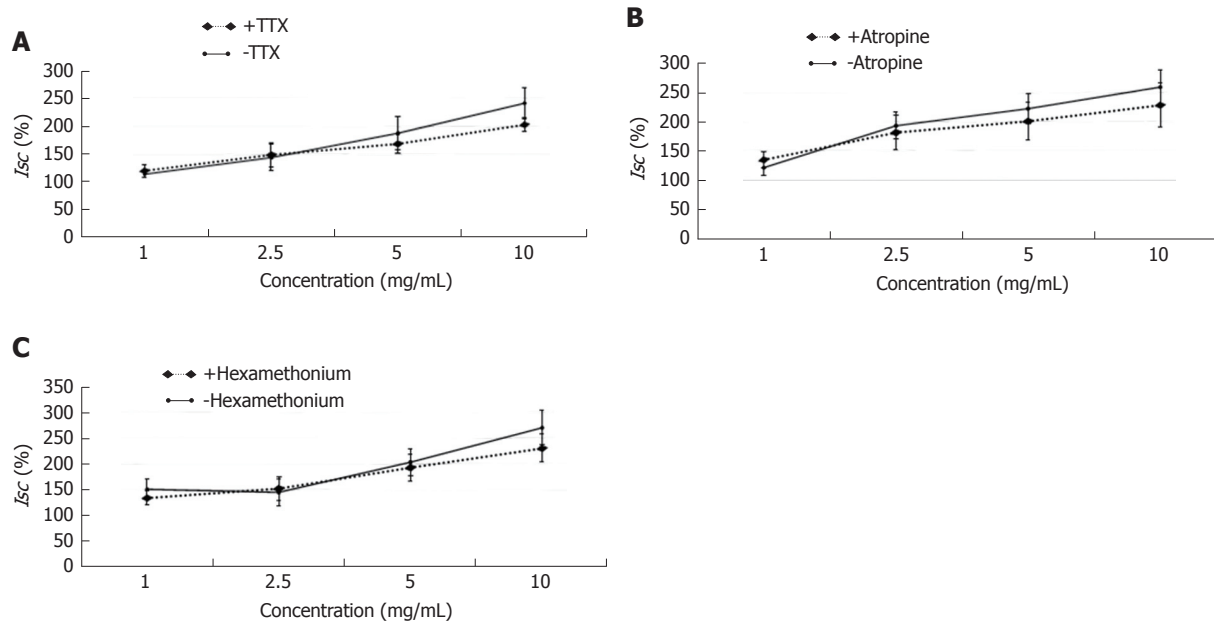 A
+TTX
-TTX
300
250
200
150
100
50
0
Isc (%)
1 2.5 5 10
Concentration (mg/mL)
B
+Atropine
-Atropine
300
250
200
150
100
50
0
Isc (%)
1 2.5 5 10
Concentration (mg/mL)
C
+Hexamethonium
-Hexamethonium
350
300
250
200
150
100
50
0
Isc (%)
1 2.5 5 10
Concentration (mg/mL)